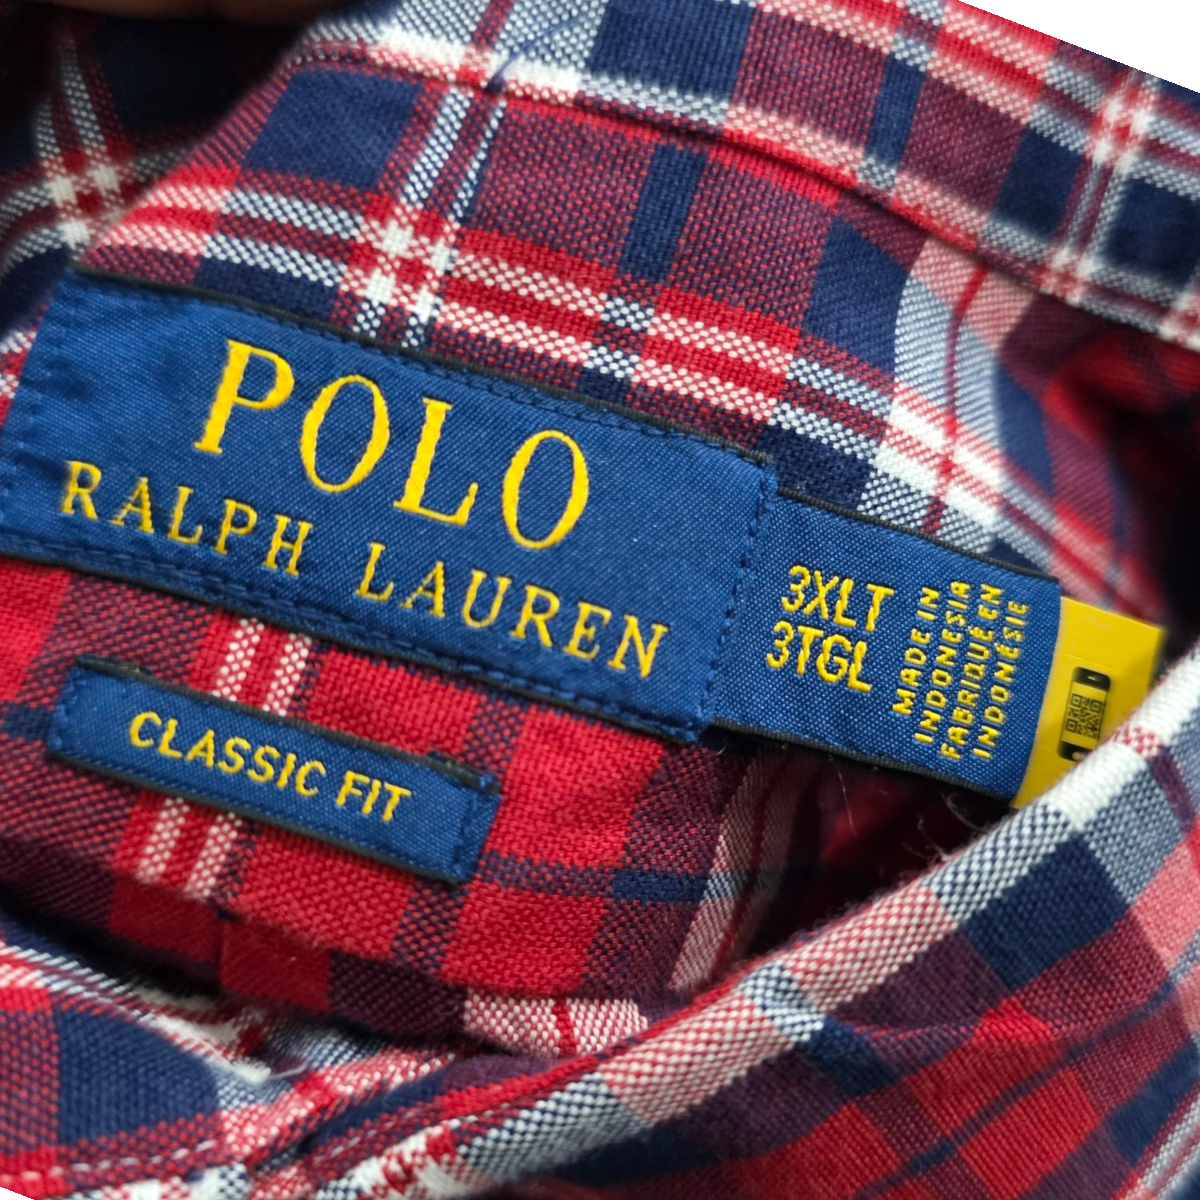 POLO
RALPH LAUREN
3XLT
3TGL
MADE IN
INDONESIA
FABRIQUÉ EN
INDONÉSIE
CLASSIC FIT